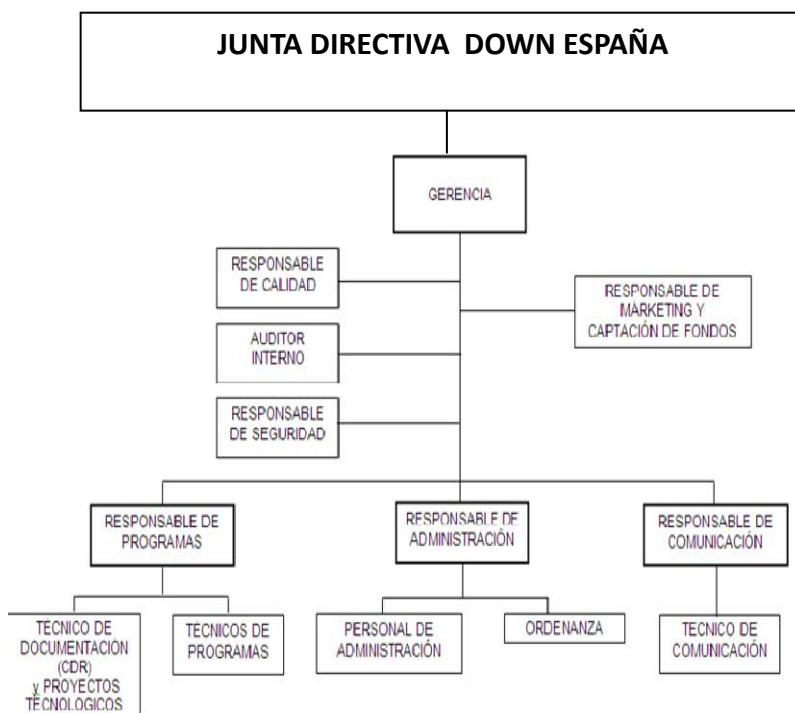 JUNTA DIRECTIVA DOWN ESPAÑA
GERENCIA
RESPONSABLE
DE CALIDAD
RESPONSABLE DE
MARKETING Y
CAPTACIÓN DE FONDOS
AUDITOR
INTERNO
RESPONSABLE
DE SEGURIDAD
RESPONSABLE DE
PROGRAMAS
RESPONSABLE DE
ADMINISTRACIÓN
RESPONSABLE DE
COMUNICACIÓN
TÉCNICO DE
DOCUMENTACIÓN
(CDR)
y PROYECTOS
TECNOLOGICOS
TÉCNICOS DE
PROGRAMAS
PERSONAL DE
ADMINISTRACIÓN
ORDENANZA
TECNICO DE
COMUNICACIÓN